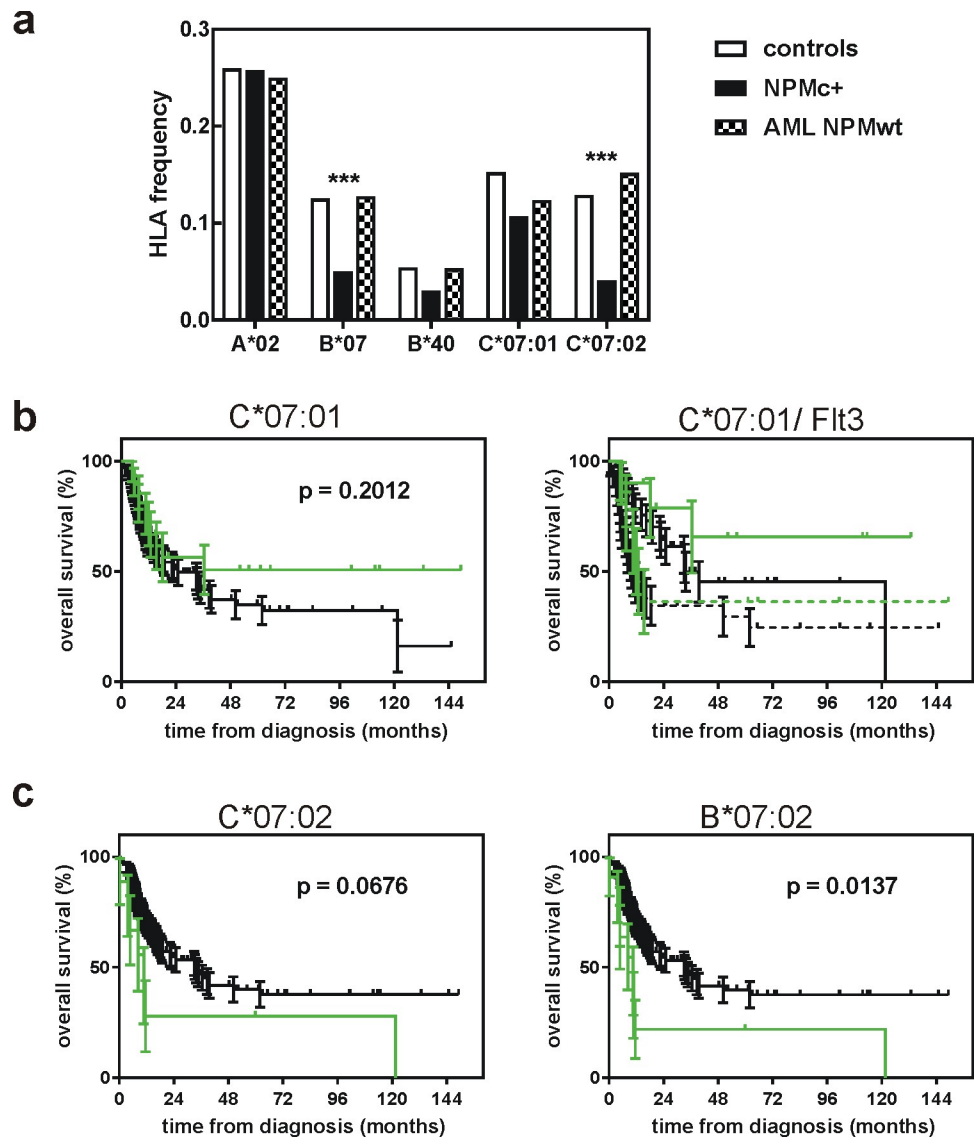 a
HLA frequency
0.3
0.2
0.1
0.0
*** ***
A*02 B*07 B*40 C*07:01 C*07:02
controls
NPMc+
AML NPMwt
b
C*07:01
overall survival (%)
100
50
0
p = 0.2012
0 24 48 72 96 120 144
time from diagnosis (months)
C*07:01/ Flt3
overall survival (%)
100
50
0
0 24 48 72 96 120 144
time from diagnosis (months)
c
C*07:02
overall survival (%)
100
50
0
p = 0.0676
0 24 48 72 96 120 144
time from diagnosis (months)
B*07:02
overall survival (%)
100
50
0
p = 0.0137
0 24 48 72 96 120 144
time from diagnosis (months)